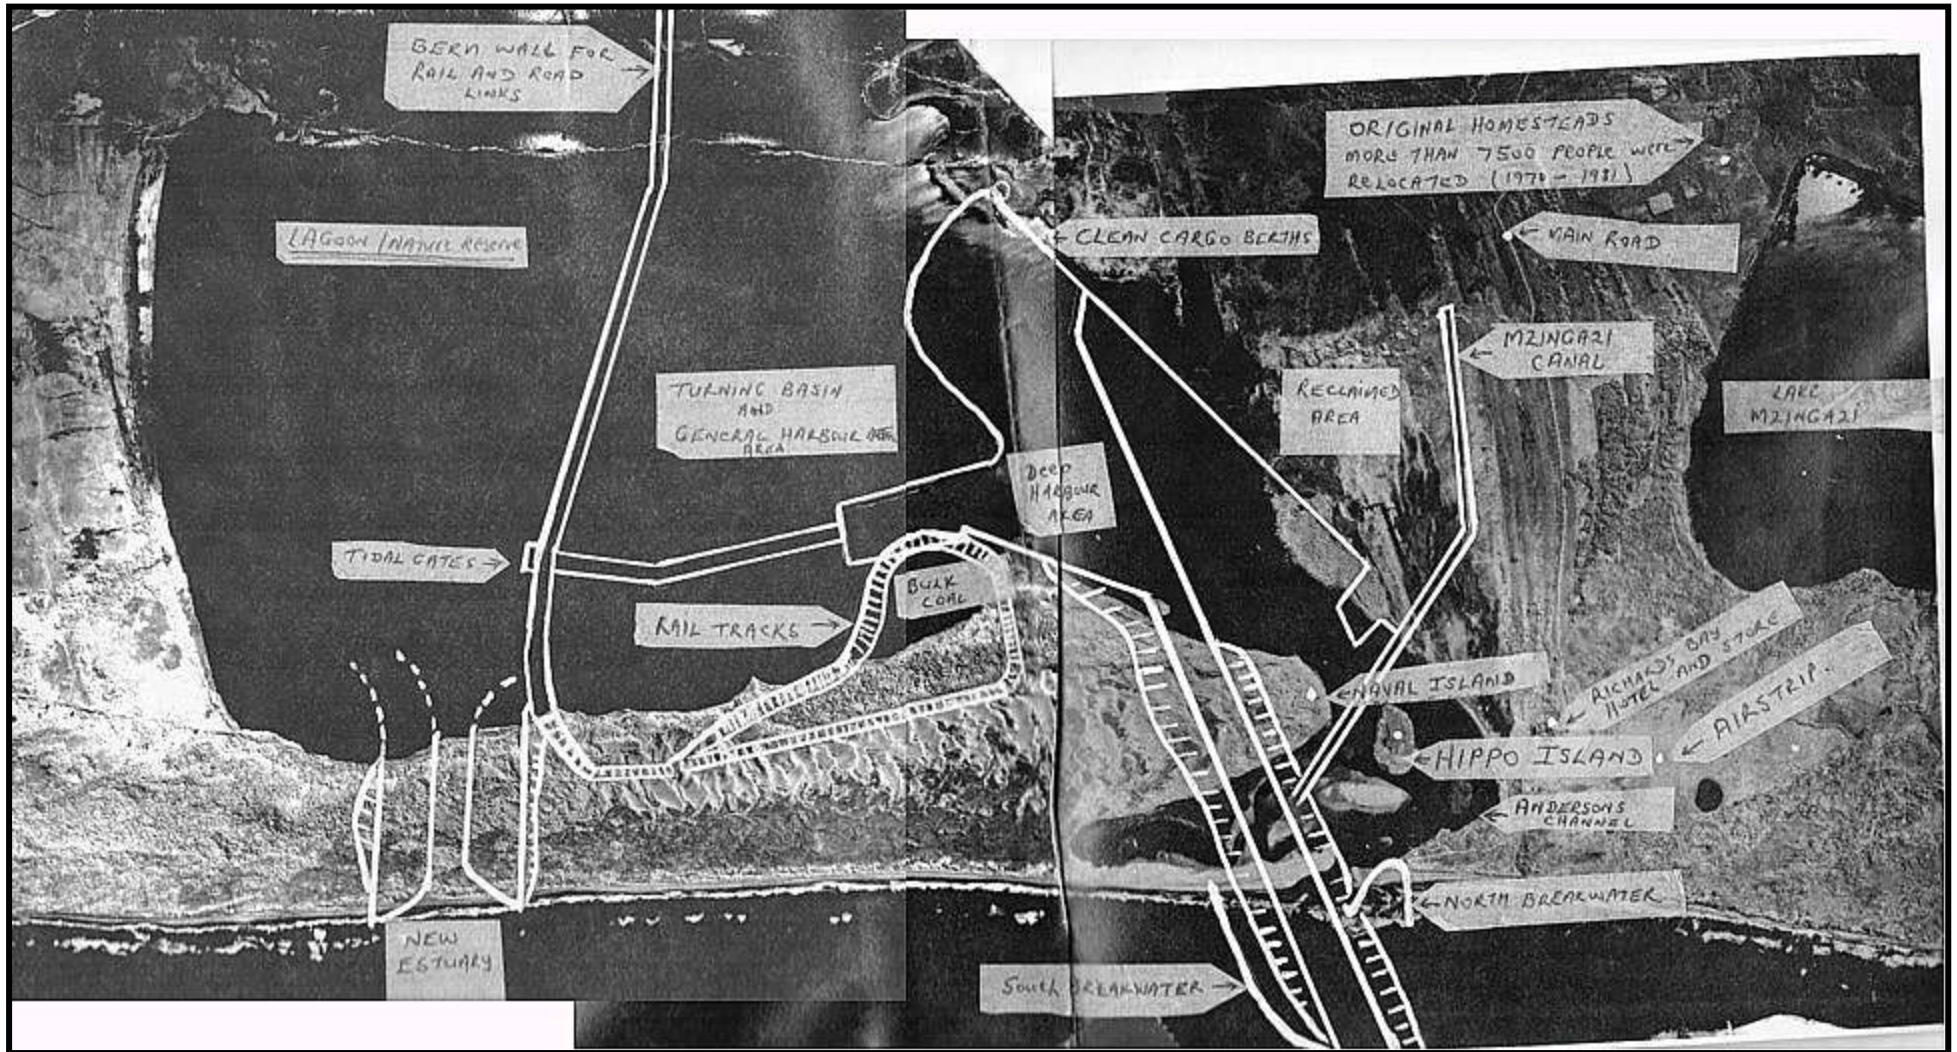 BERM WALL FOR
RAIL AND ROAD
LINKS
ORIGINAL HOMESTEADS
MORE THAN 7500 PEOPLE were
RELOCATED (1970 - 1981)
LAGOON / NATURE RESERVE
CLEAN CARGO BERTHS
MAIN ROAD
MZINGAZI
CANAL
TURNING BASIN
AND
GENERAL HARBOUR
AREA
RECLAIMED
AREA
LAKE
MZINGAZI
Deep
HARBOUR
AREA
TIDAL GATES
BULK
COAL
RAIL TRACKS
NAVAL ISLAND
RICHARDS BAY
HOTEL AND STORE
AIRSTRIP.
HIPPO ISLAND
ANDERSONS
CHANNEL
NORTH BREAKWATER
NEW
ESTUARY
South BREAKWATER